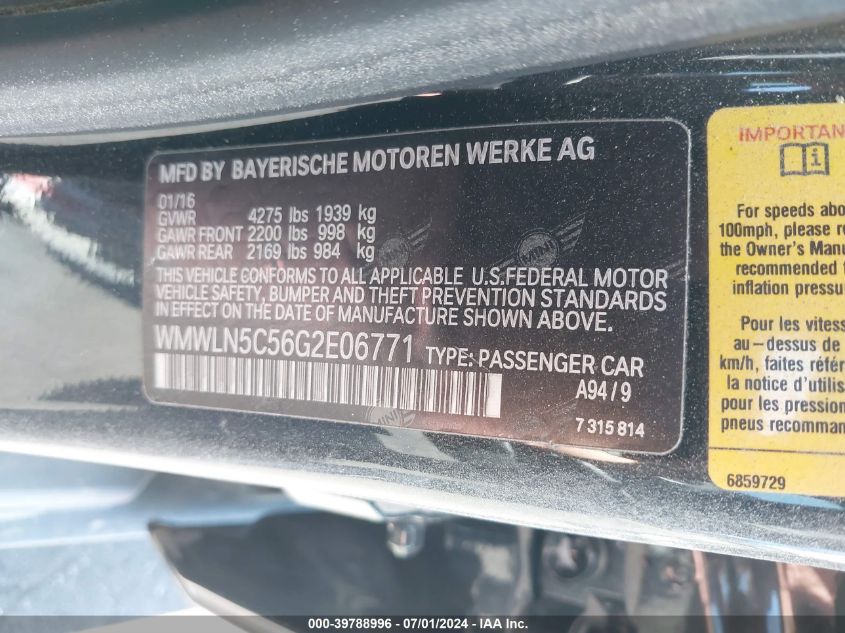 MFD BY BAYERISCHE MOTOREN WERKE AG
01/16
GVWR 4275 lbs 1939 kg
GAWR FRONT 2200 lbs 998 kg
GAWR REAR 2169 lbs 984 kg
THIS VEHICLE CONFORMS TO ALL APPLICABLE U.S.FEDERAL MOTOR
VEHICLE SAFETY, BUMPER AND THEFT PREVENTION STANDARDS
IN EFFECT ON THE DATE OF MANUFACTURE SHOWN ABOVE.
WMWLN5C56G2E06771 TYPE: PASSENGER CAR
A94/9
7 315 814
MINI
MINI
IMPORTAN
For speeds abo
100mph, please re
the Owner's Manu
recommended
inflation pressu
Pour les vitess
au-dessus de
km/h, faites référ
la notice d'utilis
pour les pression
pneus recomman
6859729
000-39788996 / 07/01/2024 - IAA Inc.